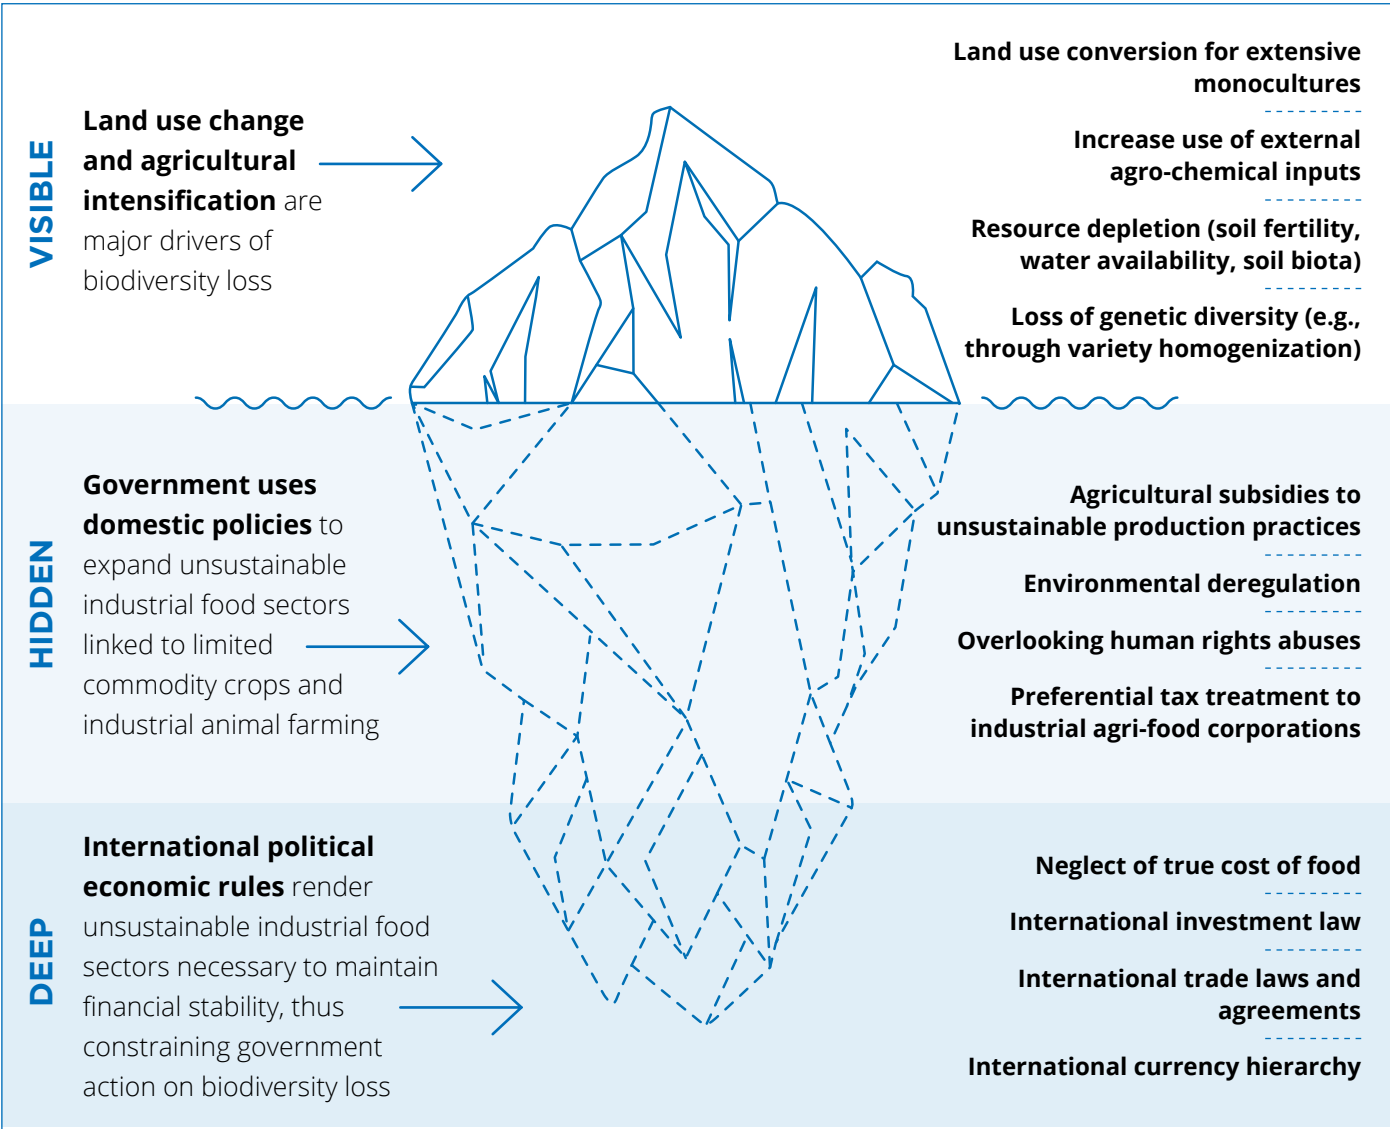 VISIBLE
Land use change
and agricultural
intensification are
major drivers of
biodiversity loss
Land use conversion for extensive
monocultures
Increase use of external
agro-chemical inputs
Resource depletion (soil fertility,
water availability, soil biota)
Loss of genetic diversity (e.g.,
through variety homogenization)
HIDDEN
Government uses
domestic policies to
expand unsustainable
industrial food sectors
linked to limited
commodity crops and
industrial animal farming
Agricultural subsidies to
unsustainable production practices
Environmental deregulation
Overlooking human rights abuses
Preferential tax treatment to
industrial agri-food corporations
DEEP
International political
economic rules render
unsustainable industrial food
sectors necessary to maintain
financial stability, thus
constraining government
action on biodiversity loss
Neglect of true cost of food
International investment law
International trade laws and
agreements
International currency hierarchy